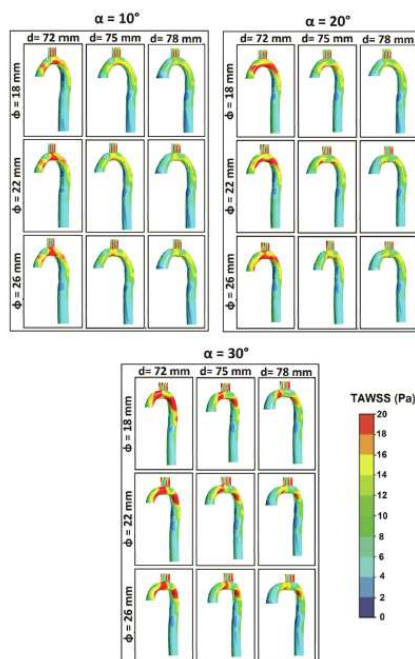 α = 10°
d= 72 mm d= 75 mm d= 78 mm
Φ = 18 mm
Φ = 22 mm
Φ = 26 mm
α = 20°
d= 72 mm d= 75 mm d= 78 mm
Φ = 18 mm
Φ = 22 mm
Φ = 26 mm
α = 30°
d= 72 mm d= 75 mm d= 78 mm
Φ = 18 mm
Φ = 22 mm
Φ = 26 mm
TAWSS (Pa)
20
18
16
14
12
10
8
6
4
2
0